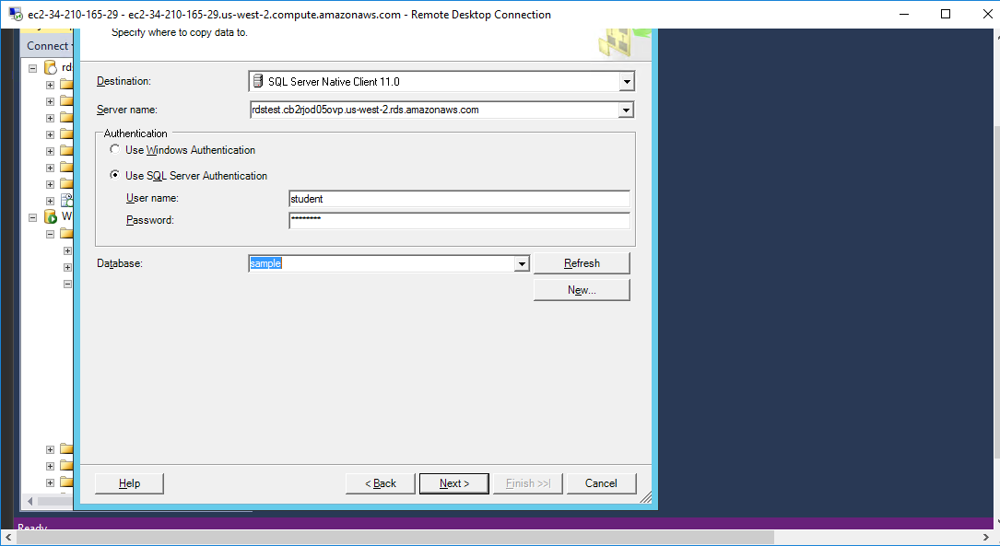 ec2-34-210-165-29 - ec2-34-210-165-29.us-west-2.compute.amazonaws.com - Remote Desktop Connection
Specify where to copy data to.
Connect
rds
W
Destination:
SQL Server Native Client 11.0
Server name:
rdstest.cb2rjod05ovp.us-west-2.rds.amazonaws.com
Authentication
Use Windows Authentication
Use SQL Server Authentication
User name:
student
Password:
********
Database:
sample
Refresh
New...
Help
< Back
Next >
Finish >>|
Cancel
Ready